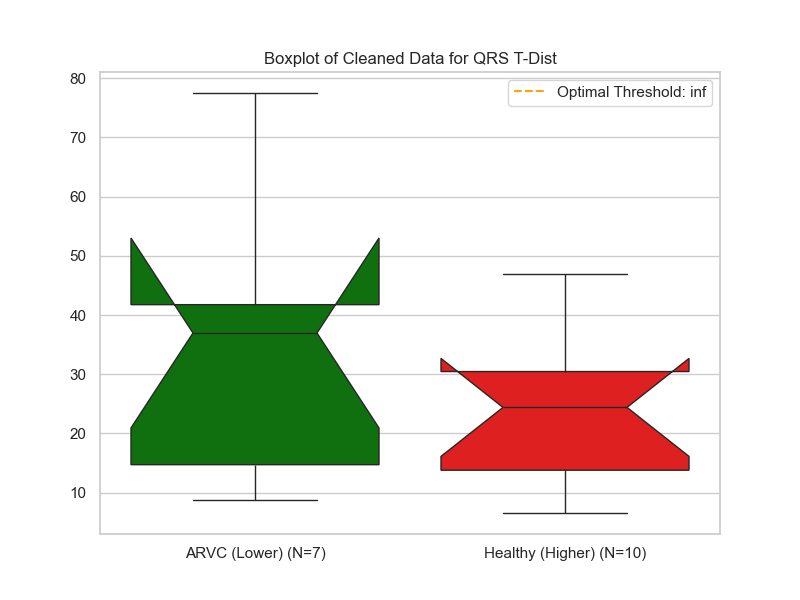 Boxplot of Cleaned Data for QRS T-Dist
Optimal Threshold: inf
80
70
60
50
40
30
20
10
ARVC (Lower) (N=7)
Healthy (Higher) (N=10)